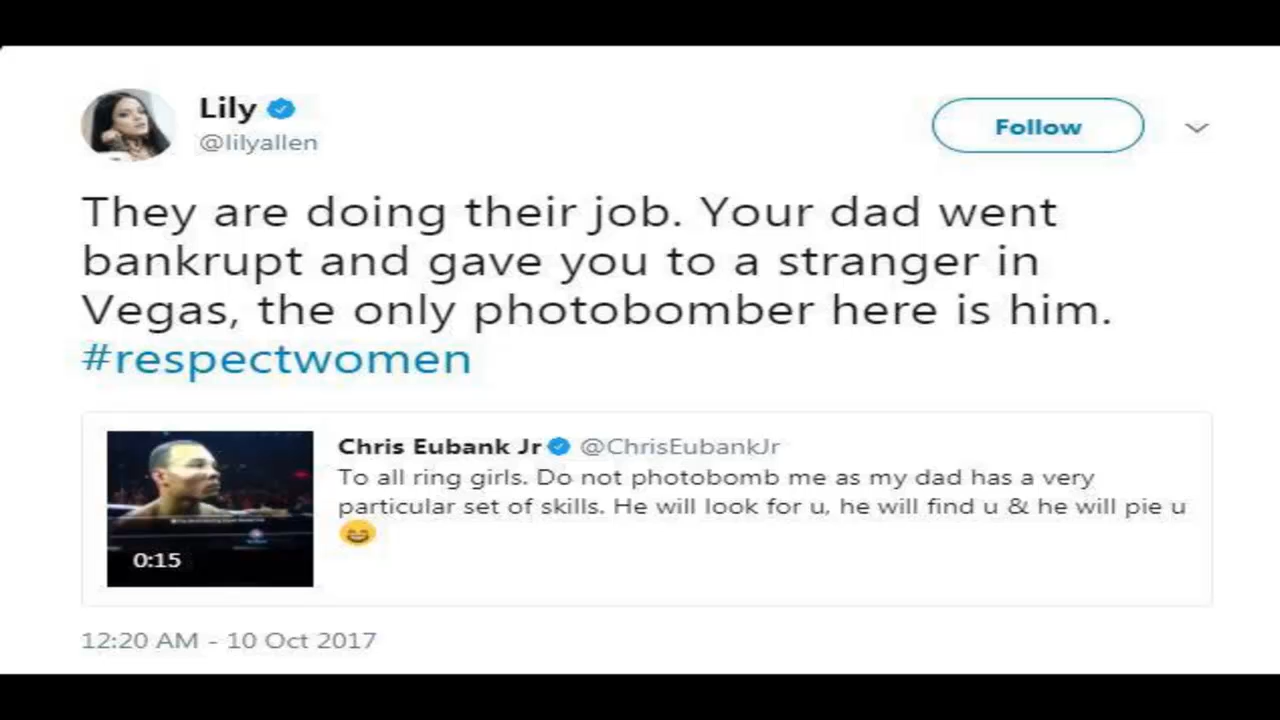 Lily
@lilyallen
Follow
They are doing their job. Your dad went
bankrupt and gave you to a stranger in
Vegas, the only photobomber here is him.
#respectwomen
Chris Eubank Jr @ChrisEubankJr
To all ring girls. Do not photobomb me as my dad has a very
particular set of skills. He will look for u, he will find u & he will pie u
😄
0:15
12:20 AM - 10 Oct 2017